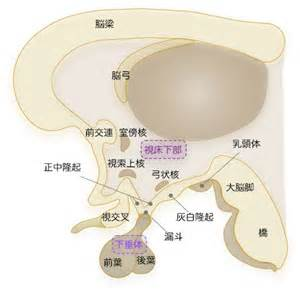 脳梁
脳弓
前交連
室傍核
視床下部
乳頭体
正中隆起
視索上核
弓状核
大脳脚
視交叉
灰白隆起
橋
漏斗
下垂体
前葉
後葉